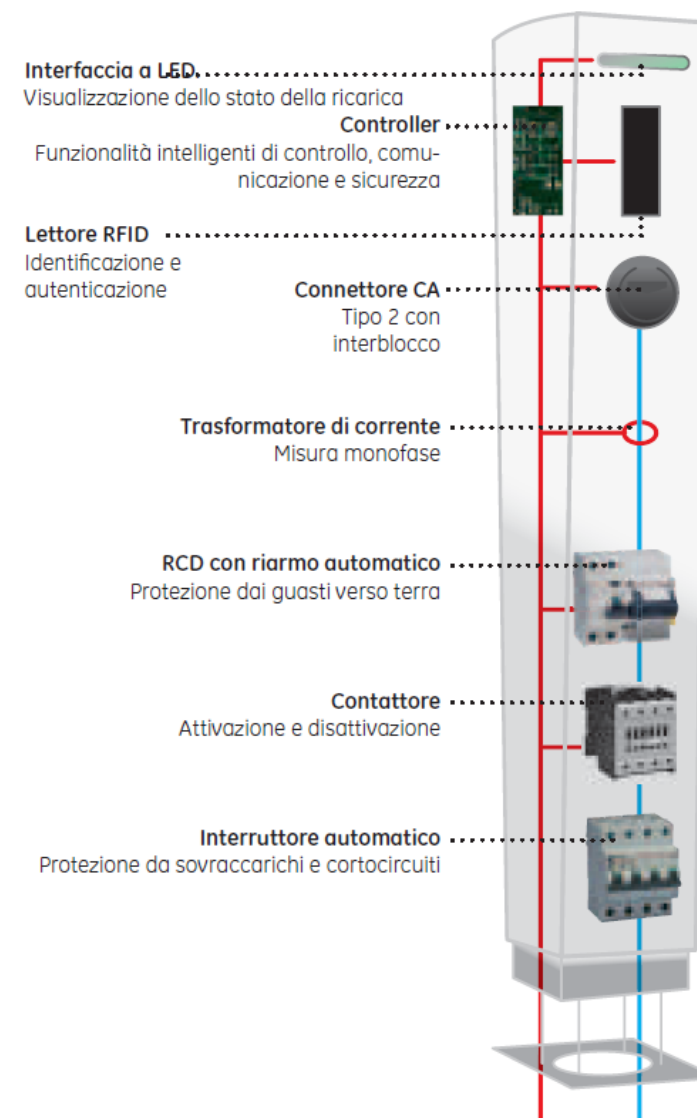 Interfaccia a LED
Visualizzazione dello stato della ricarica
Controller
Funzionalità intelligenti di controllo, comu-
nicazione e sicurezza
Lettore RFID
Identificazione e
autenticazione
Connettore CA
Tipo 2 con
interblocco
Trasformatore di corrente
Misura monofase
RCD con riarmo automatico
Protezione dai guasti verso terra
Contattore
Attivazione e disattivazione
Interruttore automatico
Protezione da sovraccarichi e cortocircuiti